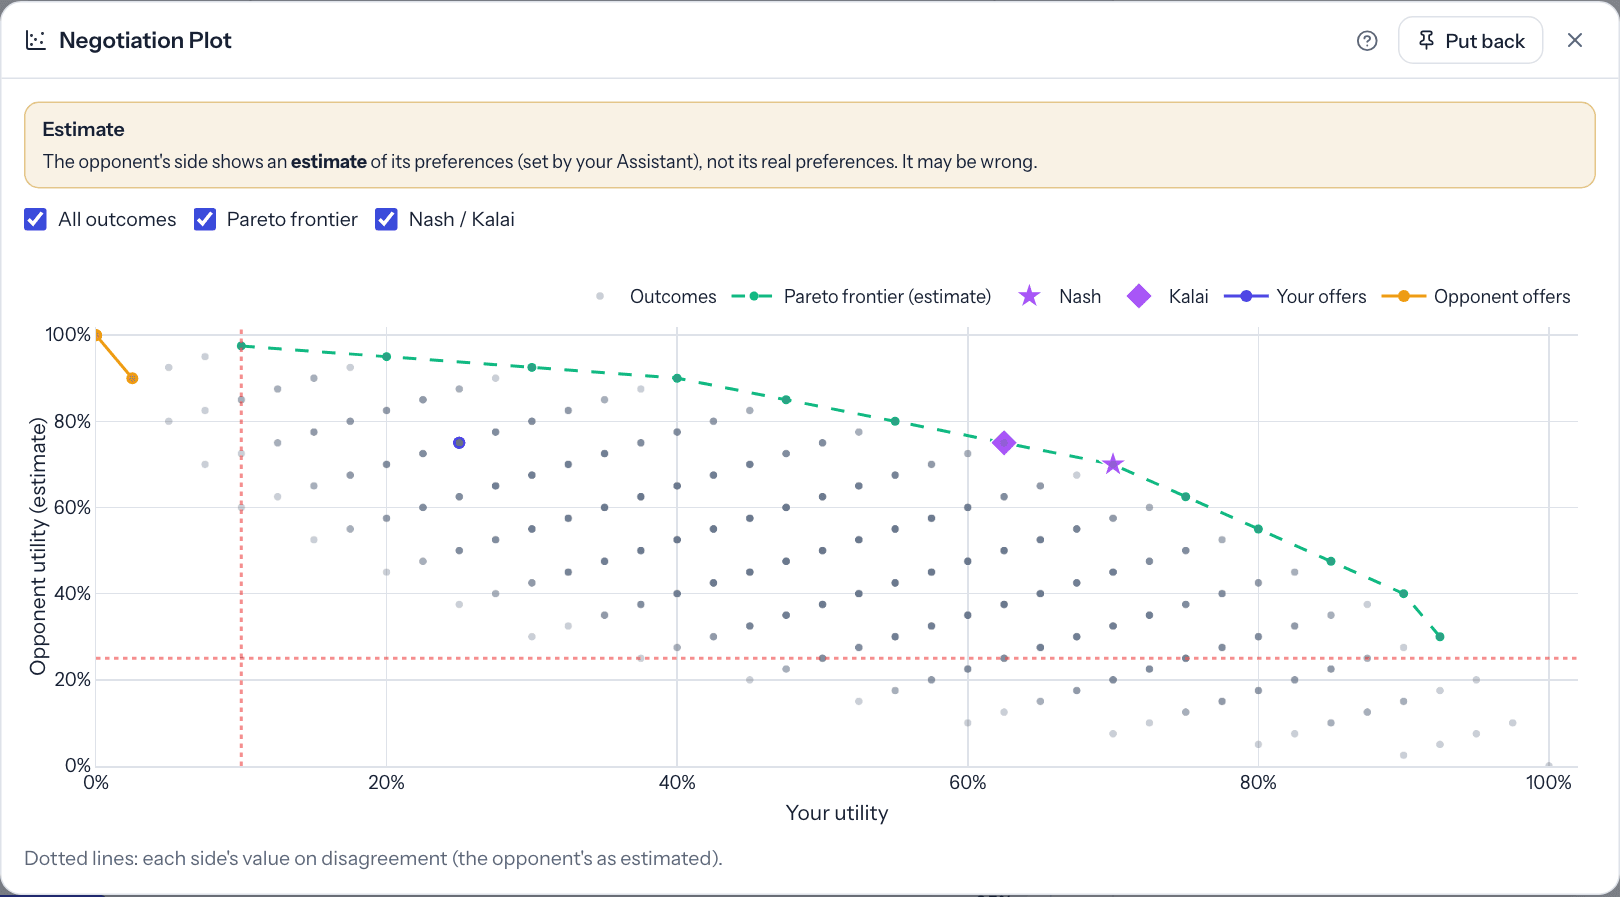 Negotiation Plot
Put back
Estimate
The opponent's side shows an estimate of its preferences (set by your Assistant), not its real preferences. It may be wrong.
All outcomes
Pareto frontier
Nash / Kalai
Outcomes
Pareto frontier (estimate)
Nash
Kalai
Your offers
Opponent offers
Opponent utility (estimate)
100%
80%
60%
40%
20%
0%
0%
20%
40%
60%
80%
100%
Your utility
Dotted lines: each side's value on disagreement (the opponent's as estimated).